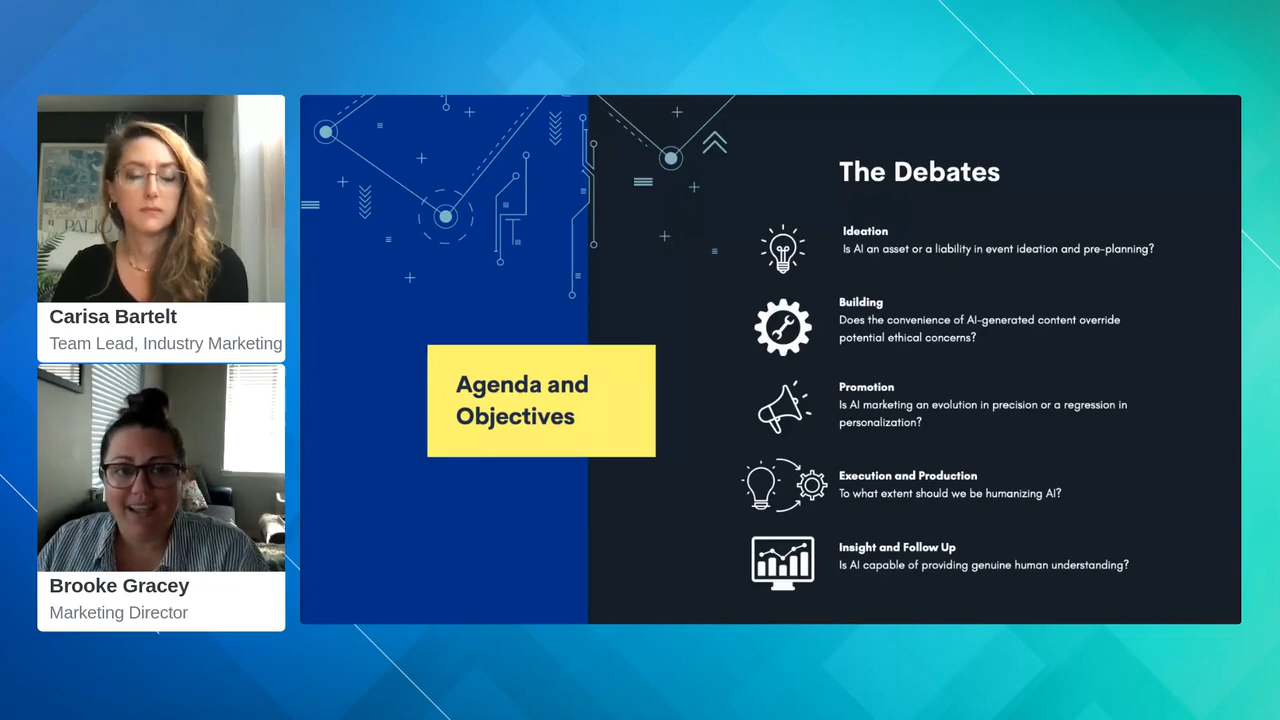 PALIO
Carisa Bartelt
Team Lead, Industry Marketing
Brooke Gracey
Marketing Director
Agenda and
Objectives
The Debates
Ideation
Is AI an asset or a liability in event ideation and pre-planning?
Building
Does the convenience of AI-generated content override
potential ethical concerns?
Promotion
Is AI marketing an evolution in precision or a regression in
personalization?
Execution and Production
To what extent should we be humanizing AI?
Insight and Follow Up
Is AI capable of providing genuine human understanding?